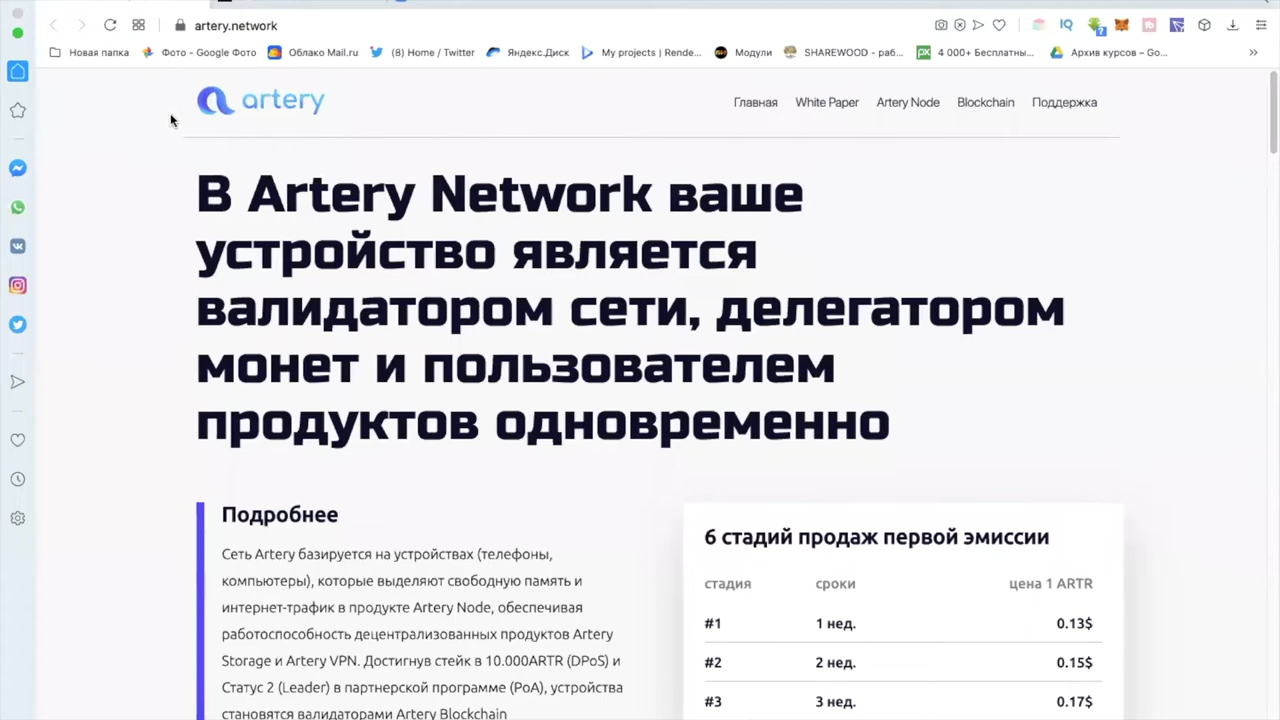 artery.network
IQ
?
Новая папка
Фото - Google Фото
Облако Mail.ru
(8) Home / Twitter
Яндекс.Диск
My projects | Rende...
Модули
SHAREWOOD - раб...
4 000+ Бесплатны...
Архив курсов – Go...
artery
Главная
White Paper
Artery Node
Blockchain
Поддержка
В Artery Network ваше
устройство является
валидатором сети, делегатором
монет и пользователем
продуктов одновременно
Подробнее
Сеть Artery базируется на устройствах (телефоны,
компьютеры), которые выделяют свободную память и
интернет-трафик в продукте Artery Node, обеспечивая
работоспособность децентрализованных продуктов Artery
Storage и Artery VPN. Достигнув стейк в 10.000ARTR (DPoS) и
Статус 2 (Leader) в партнерской программе (PoA), устройства
становятся валидаторами Artery Blockchain
6 стадий продаж первой эмиссии
стадия сроки цена 1 ARTR
#1 1 нед. 0.13$
#2 2 нед. 0.15$
#3 3 нед. 0.17$